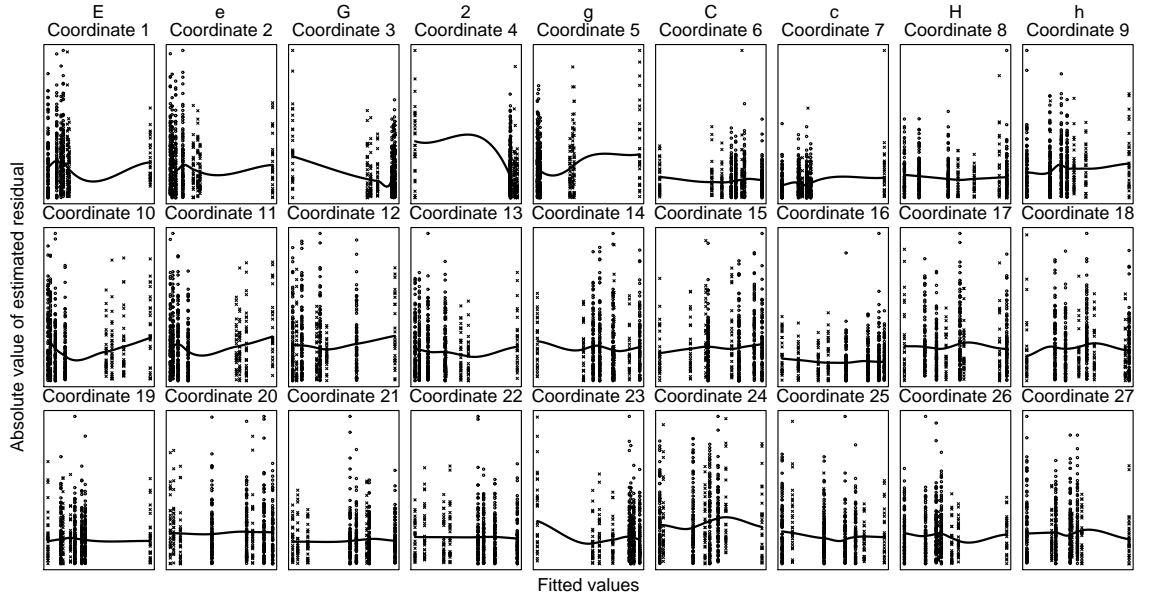 E e G 2 g C c H h
Coordinate 1 Coordinate 2 Coordinate 3 Coordinate 4 Coordinate 5 Coordinate 6 Coordinate 7 Coordinate 8 Coordinate 9
Coordinate 10 Coordinate 11 Coordinate 12 Coordinate 13 Coordinate 14 Coordinate 15 Coordinate 16 Coordinate 17 Coordinate 18
Coordinate 19 Coordinate 20 Coordinate 21 Coordinate 22 Coordinate 23 Coordinate 24 Coordinate 25 Coordinate 26 Coordinate 27
Absolute value of estimated residual
Fitted values